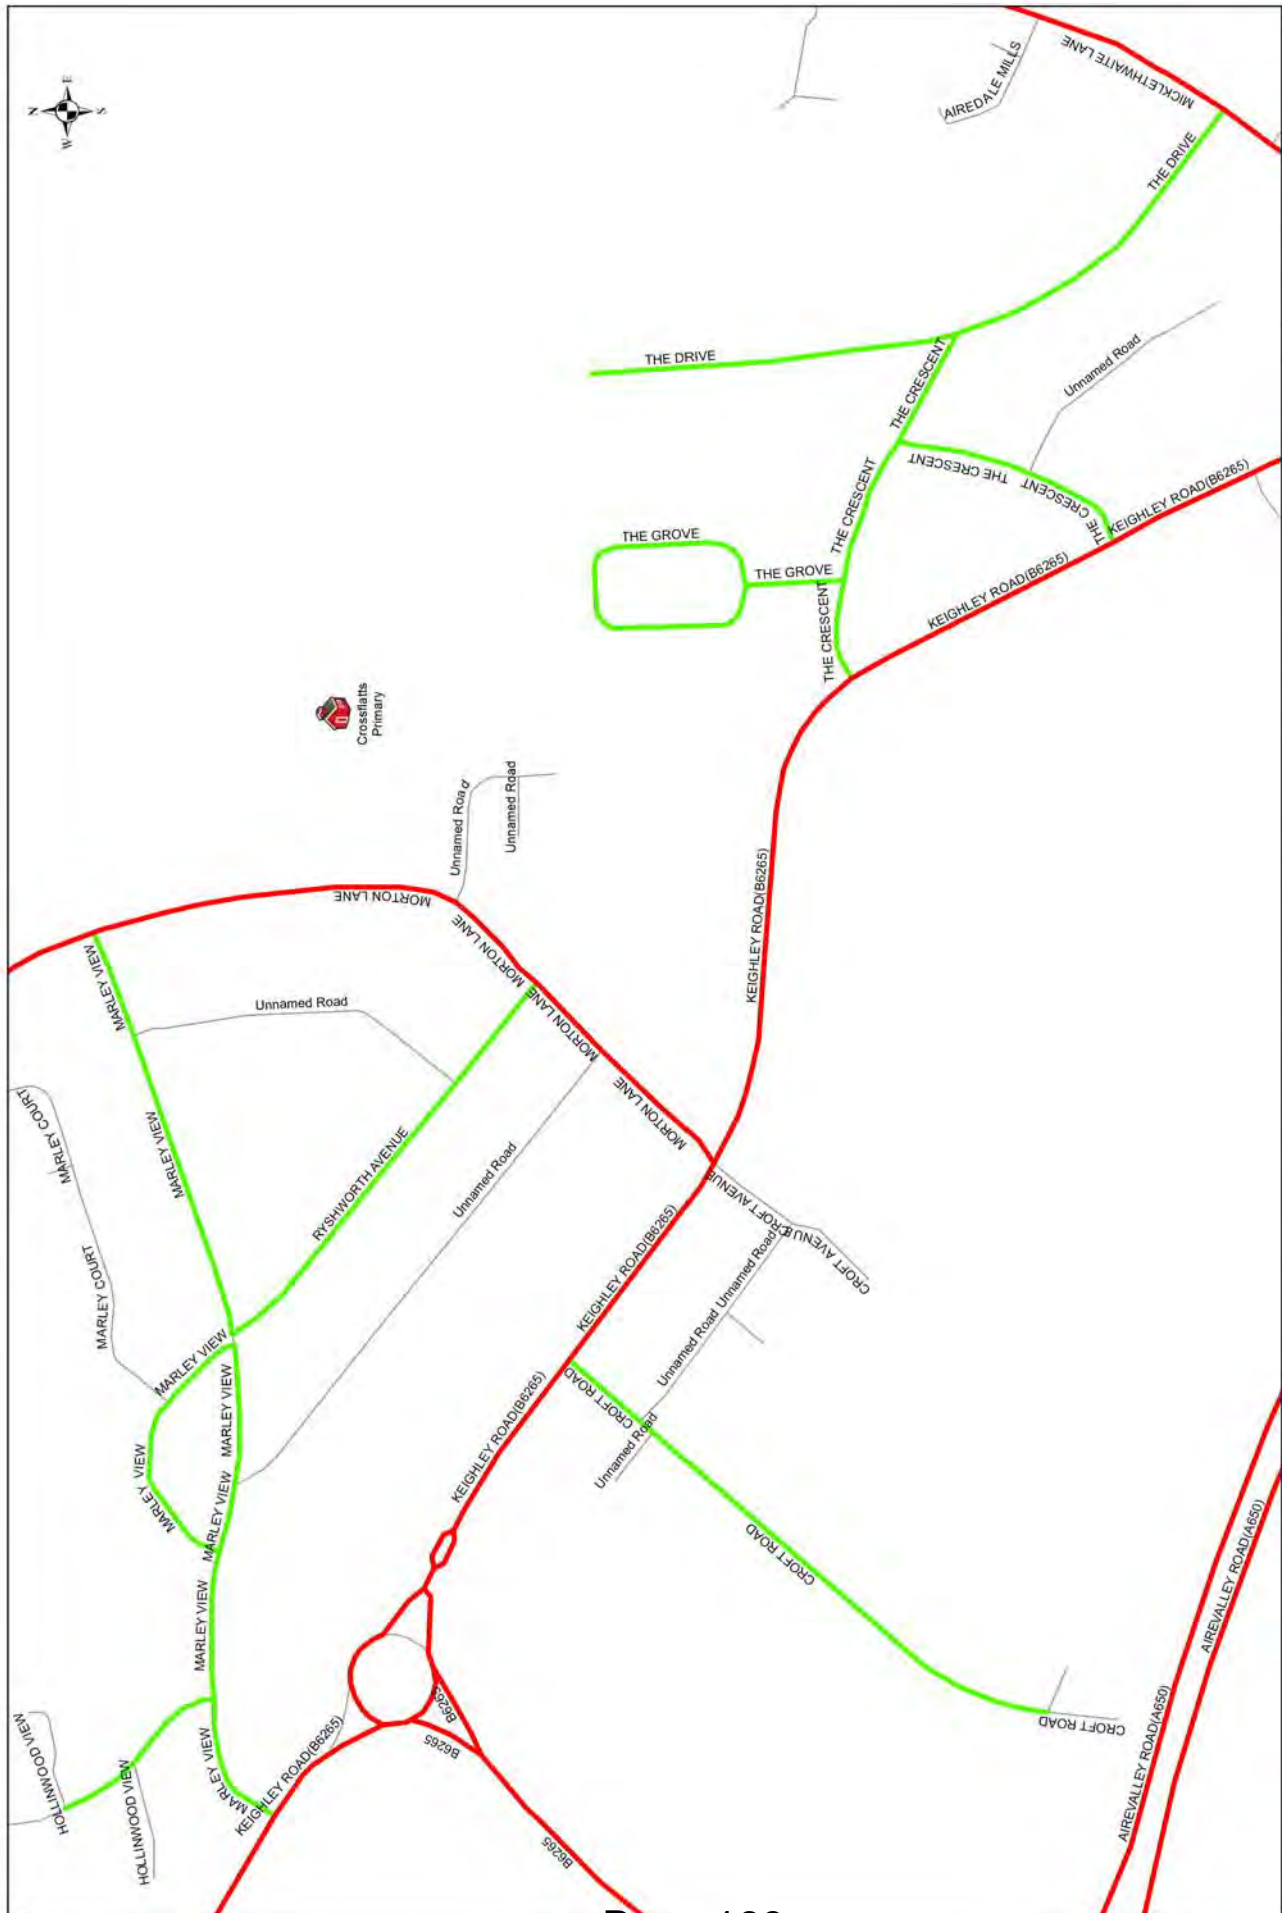 N
E
W
S
MICKLETHWAITE LANE
AIREDALE MILLS
THE DRIVE
THE DRIVE
THE CRESCENT
Unnamed Road
THE CRESCENT
THE CRESCENT
THE CRESCENT
THE CRESCENT
KEIGHLEY ROAD(B6265)
THE GROVE
THE GROVE
THE CRESCENT
KEIGHLEY ROAD(B6265)
Crossflatts
Primary
Unnamed Road
Unnamed Road
MORTON LANE
MORTON LANE
KEIGHLEY ROAD(B6265)
MARLEY VIEW
MORTON LANE
Unnamed Road
MORTON LANE
MARLEY COURT
MARLEY VIEW
MORTON LANE
RYSHWORTH AVENUE
Unnamed Road
CROFT AVENUE
CROFT AVENUE
MARLEY COURT
KEIGHLEY ROAD(B6265)
Unnamed Road
Unnamed Road
MARLEY VIEW
MARLEY VIEW
CROFT ROAD
KEIGHLEY ROAD(B6265)
Unnamed Road
MARLEY VIEW
MARLEY VIEW
MARLEY VIEW
CROFT ROAD
MARLEY VIEW
AIREVALLEY ROAD(A650)
B6265
B6265
CROFT ROAD
HOLLINWOOD VIEW
MARLEY VIEW
KEIGHLEY ROAD(B6265)
HOLLINWOOD VIEW
AIREVALLEY ROAD(A650)
B6265